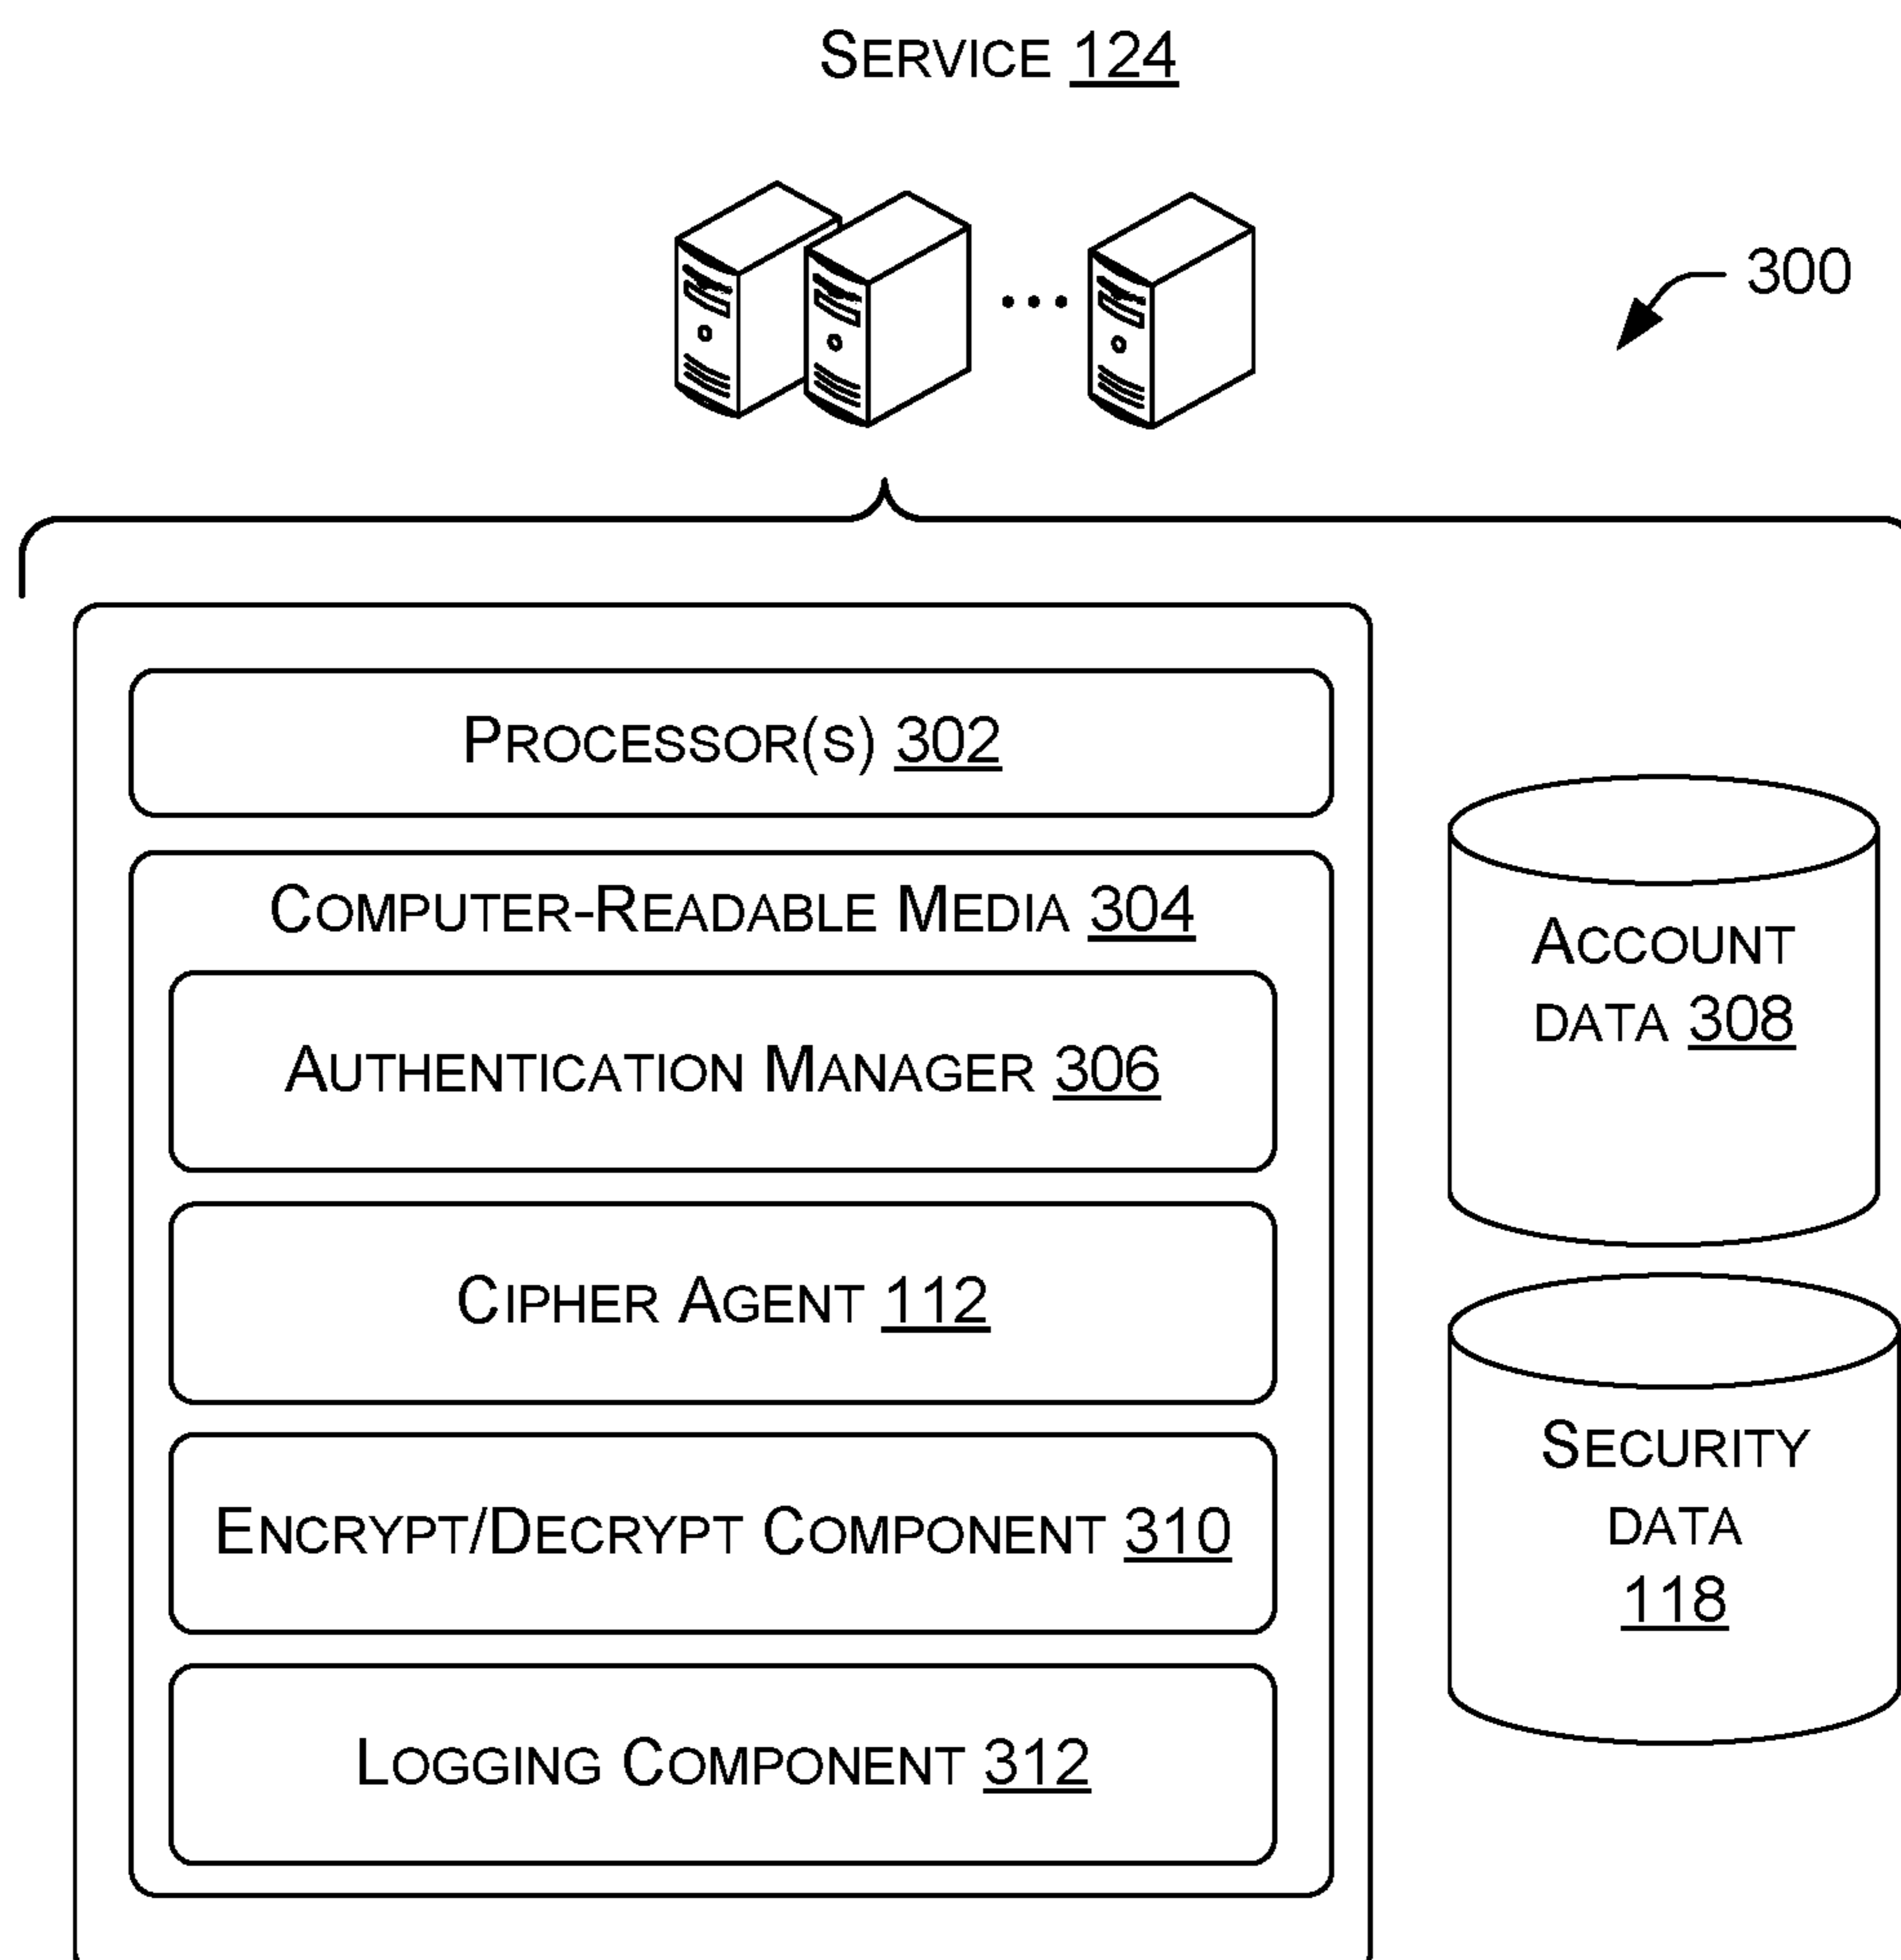 SERVICE 124
300
PROCESSOR(S) 302
COMPUTER-READABLE MEDIA 304
AUTHENTICATION MANAGER 306
CIPHER AGENT 112
ENCRYPT/DECRYPT COMPONENT 310
LOGGING COMPONENT 312
ACCOUNT
DATA 308
SECURITY
DATA
118